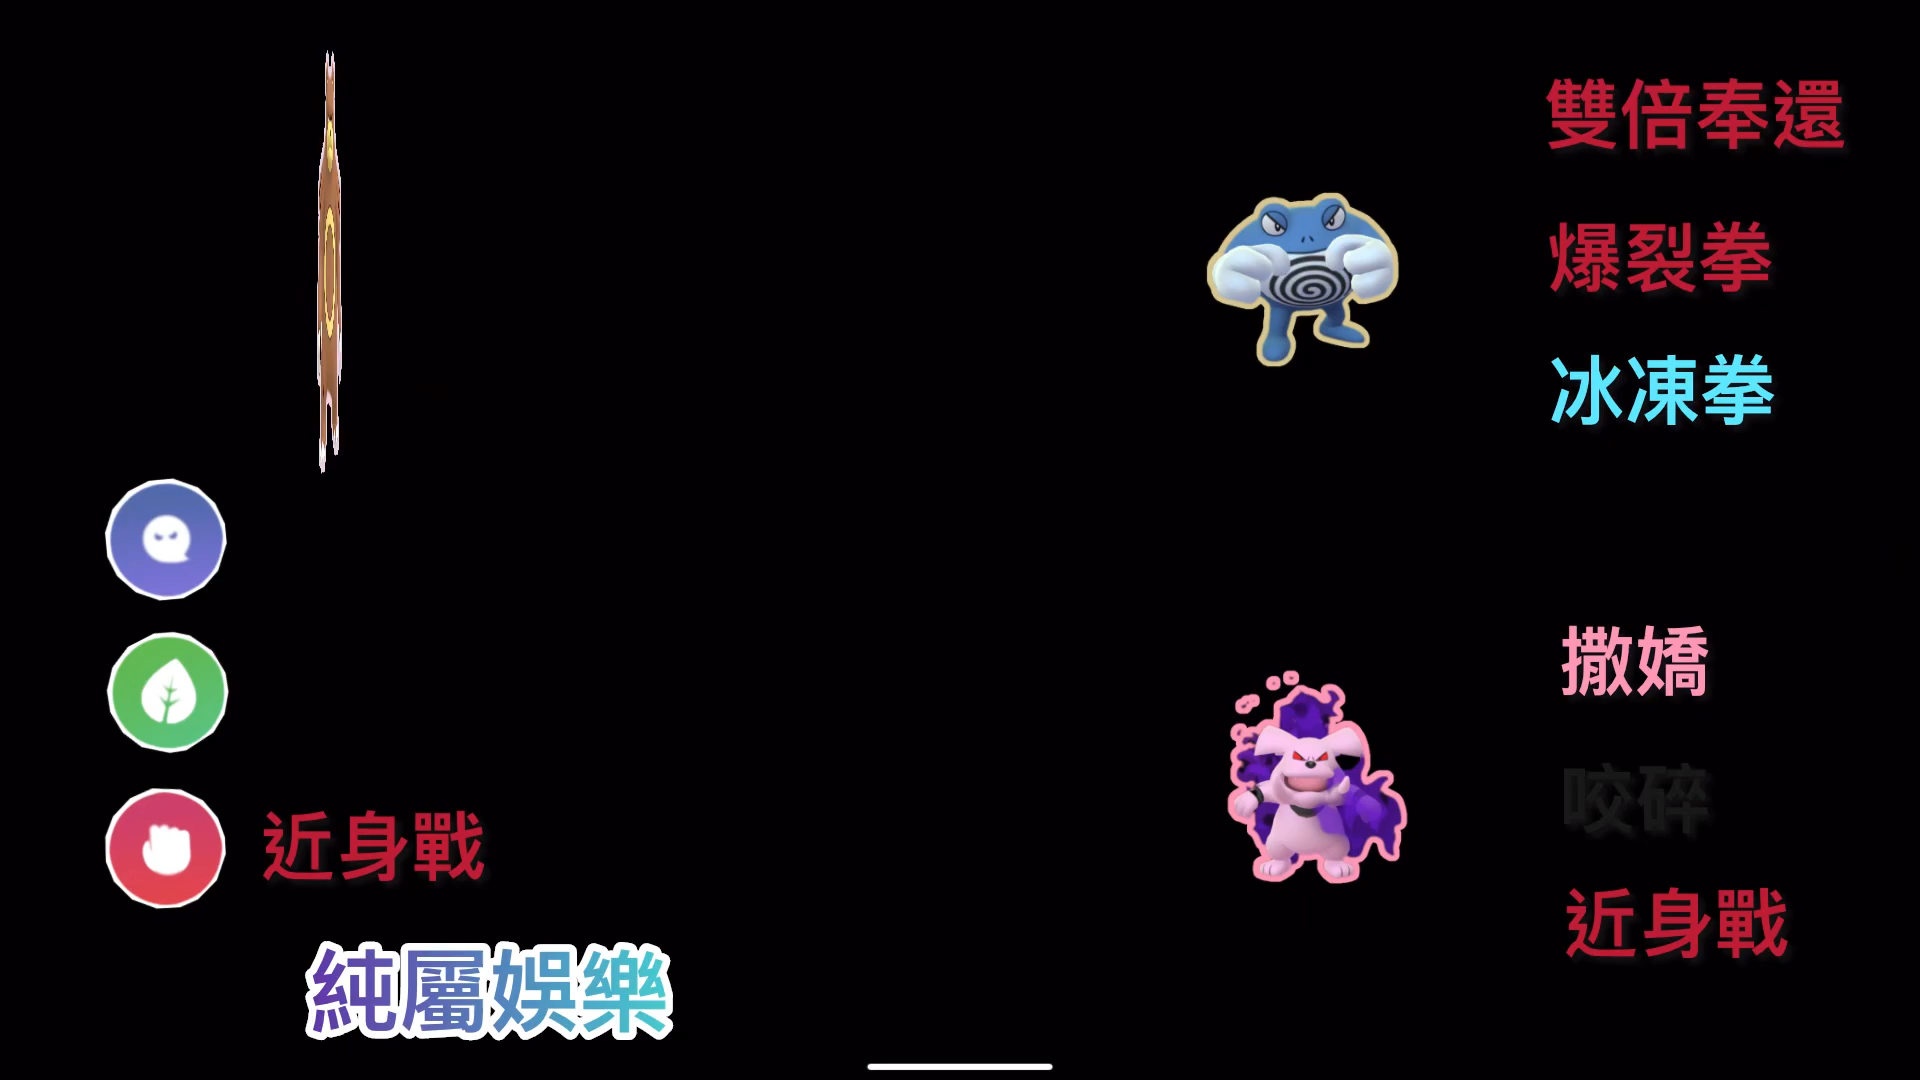 雙倍奉還
爆裂拳
冰凍拳
撒嬌
咬碎
近身戰
近身戰
純屬娛樂